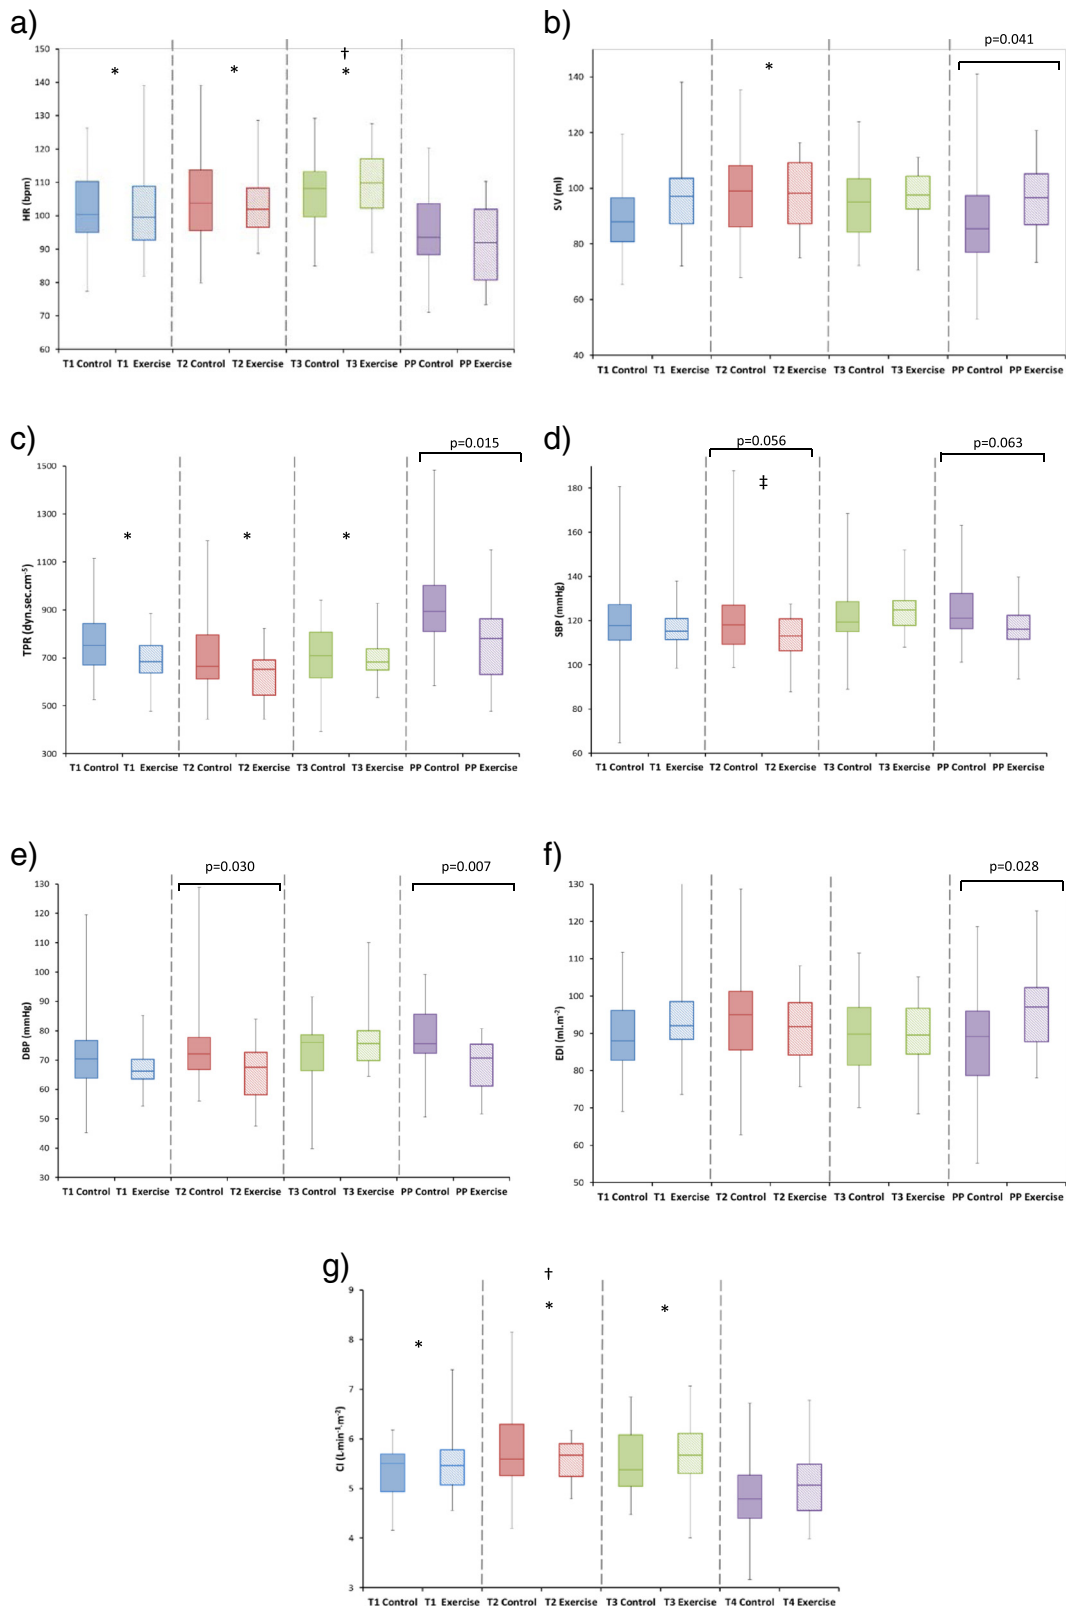 a)
150
140
130
120
110
100
90
80
70
60
HR (bpm)
* * † *
T1 Control T1 Exercise T2 Control T2 Exercise T3 Control T3 Exercise PP Control PP Exercise
b)
p=0.041
140
120
100
80
60
40
SV (ml)
*
T1 Control T1 Exercise T2 Control T2 Exercise T3 Control T3 Exercise PP Control PP Exercise
c)
p=0.015
1500
1300
1100
900
700
500
300
TPR (dyn.sec.cm⁻⁵)
* * *
T1 Control T1 Exercise T2 Control T2 Exercise T3 Control T3 Exercise PP Control PP Exercise
d)
p=0.056 p=0.063
‡
180
160
140
120
100
80
60
SBP (mmHg)
T1 Control T1 Exercise T2 Control T2 Exercise T3 Control T3 Exercise PP Control PP Exercise
e)
p=0.030 p=0.007
130
120
110
100
90
80
70
60
50
40
30
DBP (mmHg)
T1 Control T1 Exercise T2 Control T2 Exercise T3 Control T3 Exercise PP Control PP Exercise
f)
p=0.028
130
120
110
100
90
80
70
60
50
EDI (ml.m⁻²)
T1 Control T1 Exercise T2 Control T2 Exercise T3 Control T3 Exercise PP Control PP Exercise
g)
†
* * *
9
8
7
6
5
4
3
CI (L·min⁻¹·m⁻²)
T1 Control T1 Exercise T2 Control T2 Exercise T3 Control T3 Exercise T4 Control T4 Exercise